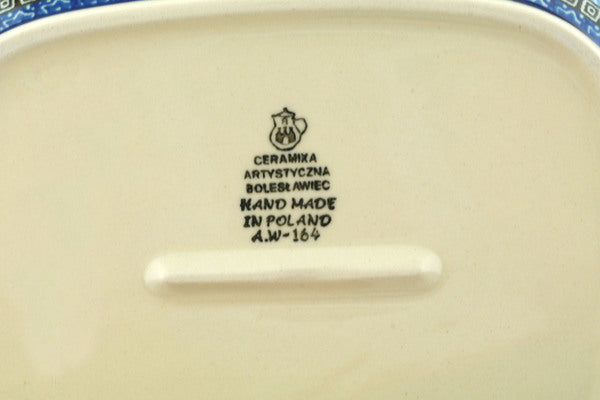 CERAMIKA
ARTYSTYCZNA
BOLESŁAWIEC
HAND MADE
IN POLAND
A.W-164